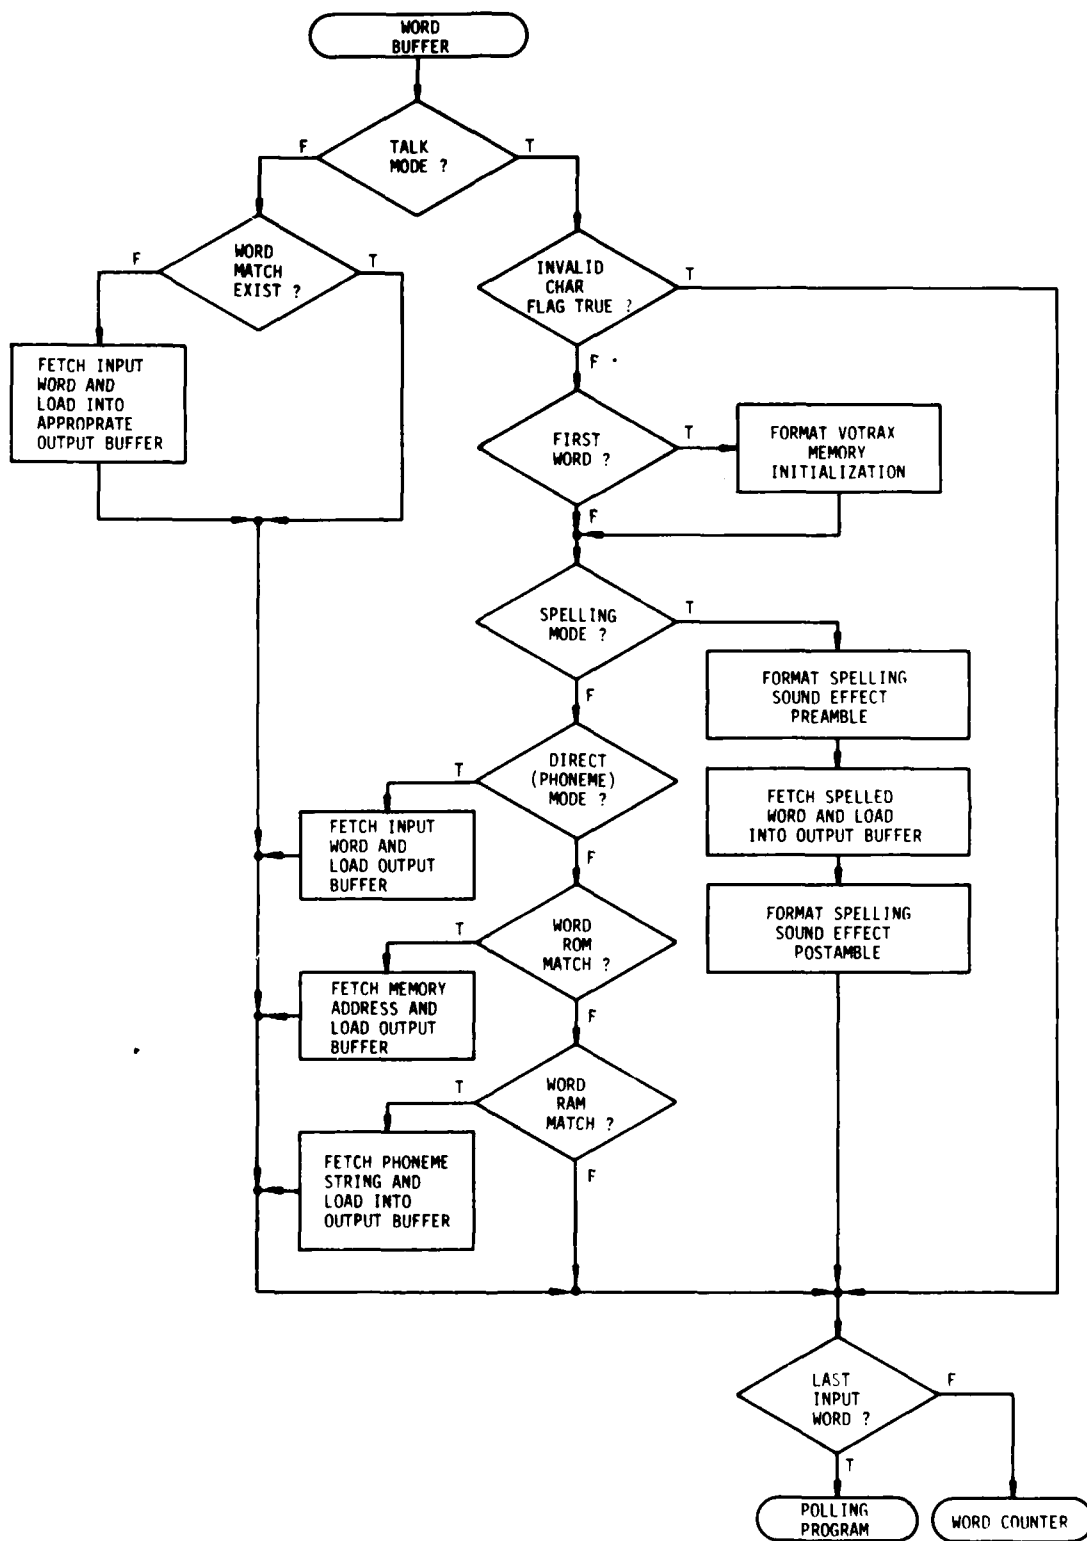 WORD
BUFFER
TALK
MODE ?
F
T
WORD
MATCH
EXIST ?
F
T
INVALID
CHAR
FLAG TRUE ?
T
F
FETCH INPUT
WORD AND
LOAD INTO
APPROPRATE
OUTPUT BUFFER
FIRST
WORD ?
T
F
FORMAT VOTRAX
MEMORY
INITIALIZATION
SPELLING
MODE ?
T
F
FORMAT SPELLING
SOUND EFFECT
PREAMBLE
DIRECT
(PHONEME)
MODE ?
T
F
FETCH INPUT
WORD AND
LOAD OUTPUT
BUFFER
FETCH SPELLED
WORD AND LOAD
INTO OUTPUT BUFFER
WORD
ROM
MATCH ?
T
F
FORMAT SPELLING
SOUND EFFECT
POSTAMBLE
FETCH MEMORY
ADDRESS AND
LOAD OUTPUT
BUFFER
WORD
RAM
MATCH ?
T
F
FETCH PHONEME
STRING AND
LOAD INTO
OUTPUT BUFFER
LAST
INPUT
WORD ?
F
T
POLLING
PROGRAM
WORD COUNTER